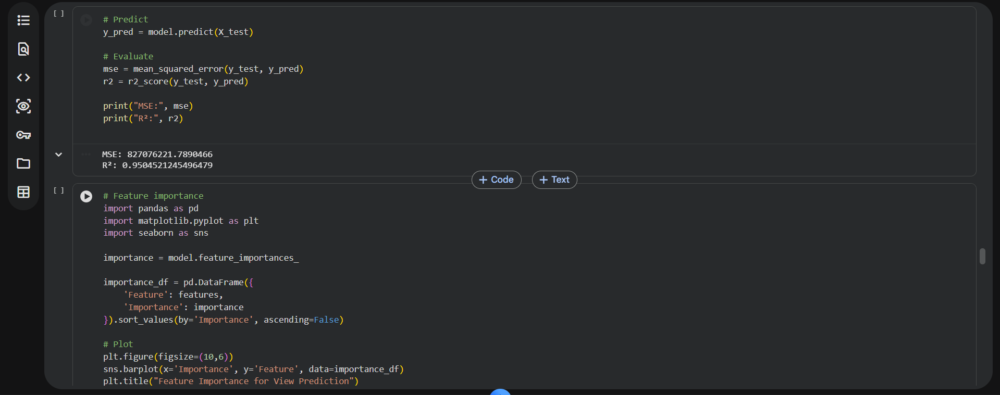 [ ]
# Predict
y_pred = model.predict(X_test)
# Evaluate
mse = mean_squared_error(y_test, y_pred)
r2 = r2_score(y_test, y_pred)
print("MSE:", mse)
print("R²:", r2)
MSE: 827076221.7890466
R²: 0.9504521245496479
+ Code
+ Text
[ ]
# Feature importance
import pandas as pd
import matplotlib.pyplot as plt
import seaborn as sns
importance = model.feature_importances_
importance_df = pd.DataFrame({
    'Feature': features,
    'Importance': importance
}).sort_values(by='Importance', ascending=False)
# Plot
plt.figure(figsize=(10,6))
sns.barplot(x='Importance', y='Feature', data=importance_df)
plt.title("Feature Importance for View Prediction")